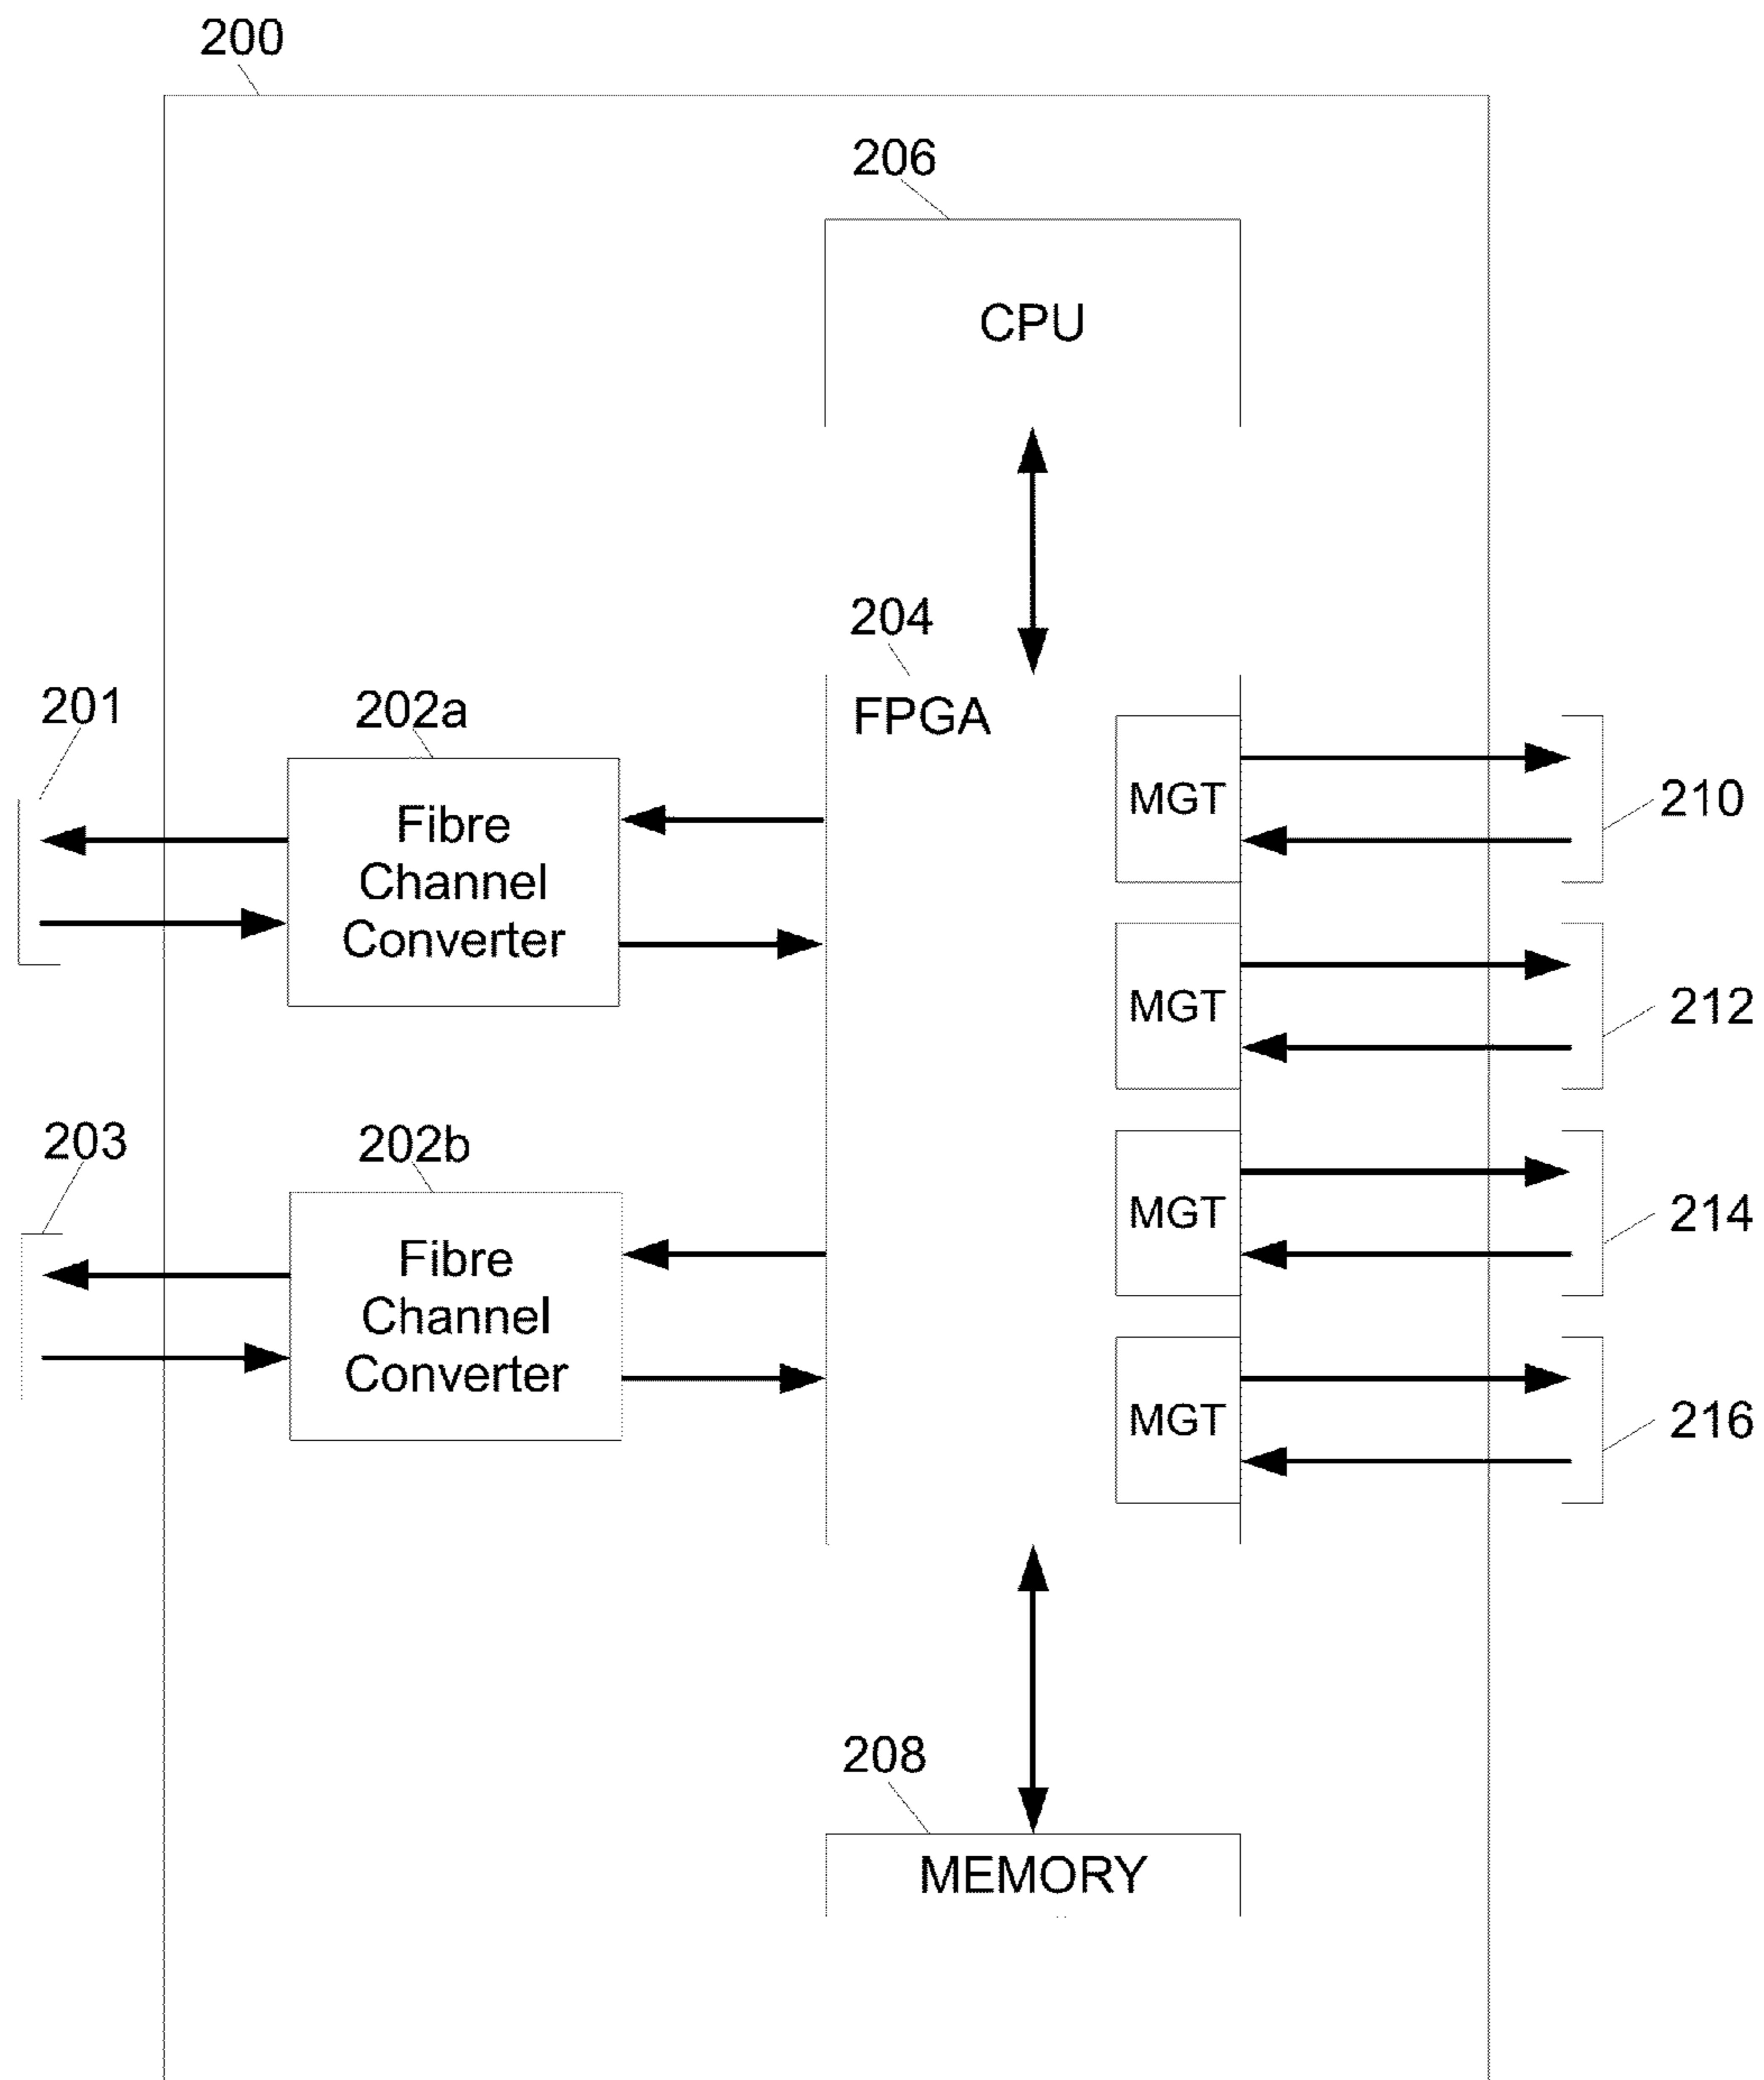 200
206
CPU
204
FPGA
201
202a
Fibre
Channel
Converter
MGT
210
MGT
212
203
202b
Fibre
Channel
Converter
MGT
214
MGT
216
208
MEMORY